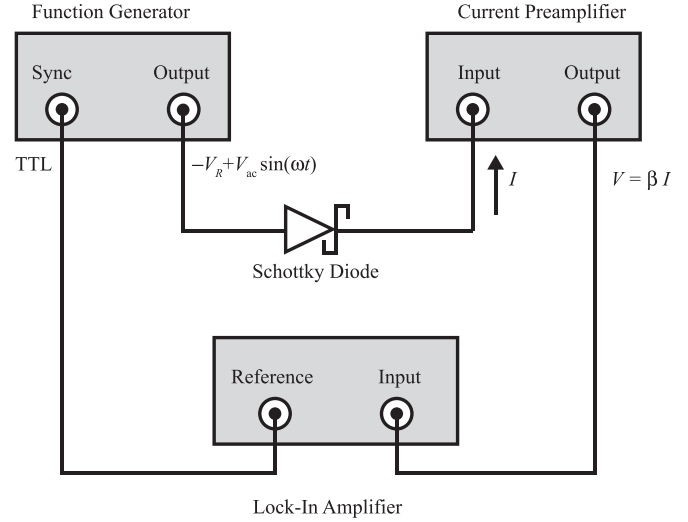 Function Generator
Current Preamplifier
Sync
Output
Input
Output
TTL
−V_R+V_ac sin(ωt)
I
V = β I
Schottky Diode
Reference
Input
Lock-In Amplifier